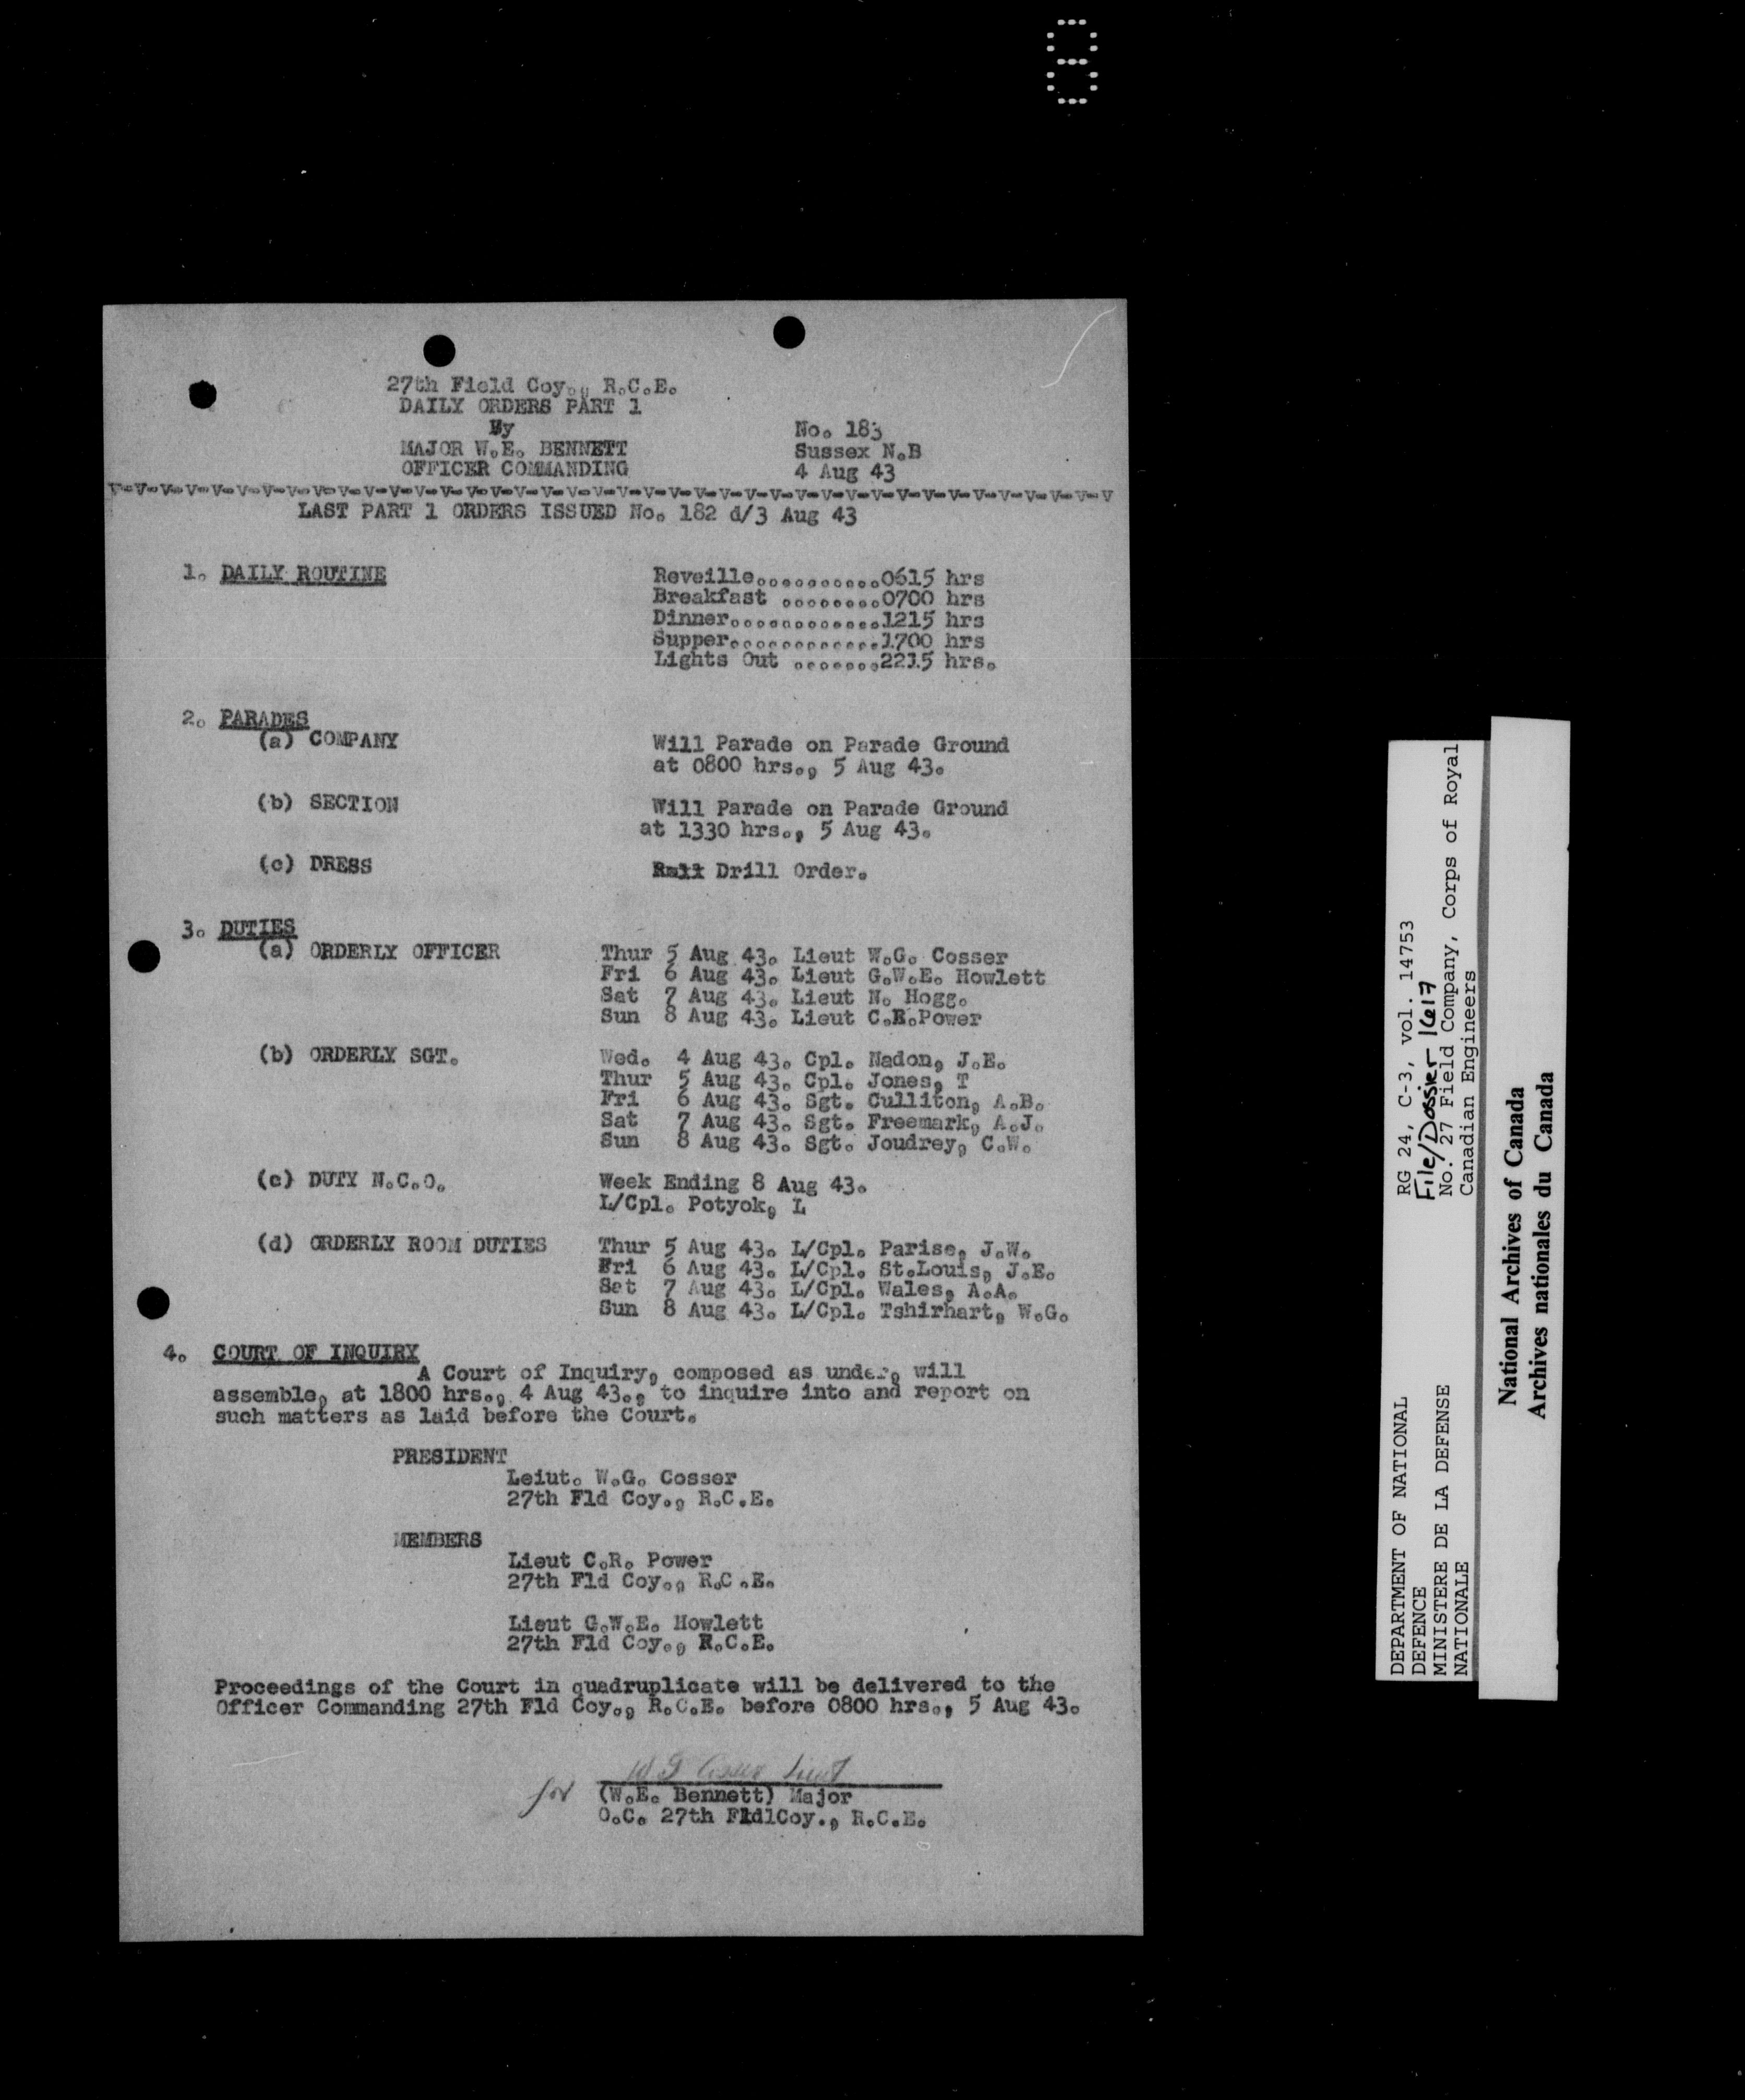 27th Field Coy., R.C.E.
DAILY ORDERS PART 1
By
MAJOR W.E. BENNETT
OFFICER COMMANDING
No. 183
Sussex N.B
4 Aug 43
V-V-V-V-V-V-V-V-V-V-V-V-V-V-V-V-V-V-V-V-V-V-V-V-V-V-V-V-V-V-V-V-V-V-V-V-V-V-V-V
LAST PART 1 ORDERS ISSUED No. 182 d/3 Aug 43
1. DAILY ROUTINE
Reveille..........0615 hrs
Breakfast ........0700 hrs
Dinner............1215 hrs
Supper............1700 hrs
Lights Out .......2215 hrs.
2. PARADES
(a) COMPANY
Will Parade on Parade Ground
at 0800 hrs., 5 Aug 43.
(b) SECTION
Will Parade on Parade Ground
at 1330 hrs., 5 Aug 43.
(c) DRESS
Drill Order.
3. DUTIES
(a) ORDERLY OFFICER
Thur 5 Aug 43. Lieut W.G. Cosser
Fri 6 Aug 43. Lieut G.W.E. Howlett
Sat 7 Aug 43. Lieut N. Hogg.
Sun 8 Aug 43. Lieut C.R.Power
(b) ORDERLY SGT.
Wed. 4 Aug 43. Cpl. Nadon, J.E.
Thur 5 Aug 43. Cpl. Jones, T
Fri 6 Aug 43. Sgt. Culliton, A.B.
Sat 7 Aug 43. Sgt. Freemark, A.J.
Sun 8 Aug 43. Sgt. Joudrey, C.W.
(c) DUTY N.C.O.
Week Ending 8 Aug 43.
L/Cpl. Potyok, L
(d) ORDERLY ROOM DUTIES
Thur 5 Aug 43. L/Cpl. Parise, J.W.
Fri 6 Aug 43. L/Cpl. St.Louis, J.E.
Sat 7 Aug 43. L/Cpl. Wales, A.A.
Sun 8 Aug 43. L/Cpl. Tshirhart, W.G.
4. COURT OF INQUIRY
A Court of Inquiry, composed as under, will
assemble, at 1800 hrs., 4 Aug 43., to inquire into and report on
such matters as laid before the Court.
PRESIDENT
Leiut. W.G. Cosser
27th Fld Coy., R.C.E.
MEMBERS
Lieut C.R. Power
27th Fld Coy., R.C.E.
Lieut G.W.E. Howlett
27th Fld Coy., R.C.E.
Proceedings of the Court in quadruplicate will be delivered to the
Officer Commanding 27th Fld Coy., R.C.E. before 0800 hrs., 5 Aug 43.
W G Cosser Lieut
for (W.E. Bennett) Major
O.C. 27th FldlCoy., R.C.E.
DEPARTMENT OF NATIONAL
DEFENCE
MINISTERE DE LA DEFENSE
NATIONALE
RG 24, C-3, vol. 14753
File/Dossier 1617
No. 27 Field Company, Corps of Royal
Canadian Engineers
National Archives of Canada
Archives nationales du Canada